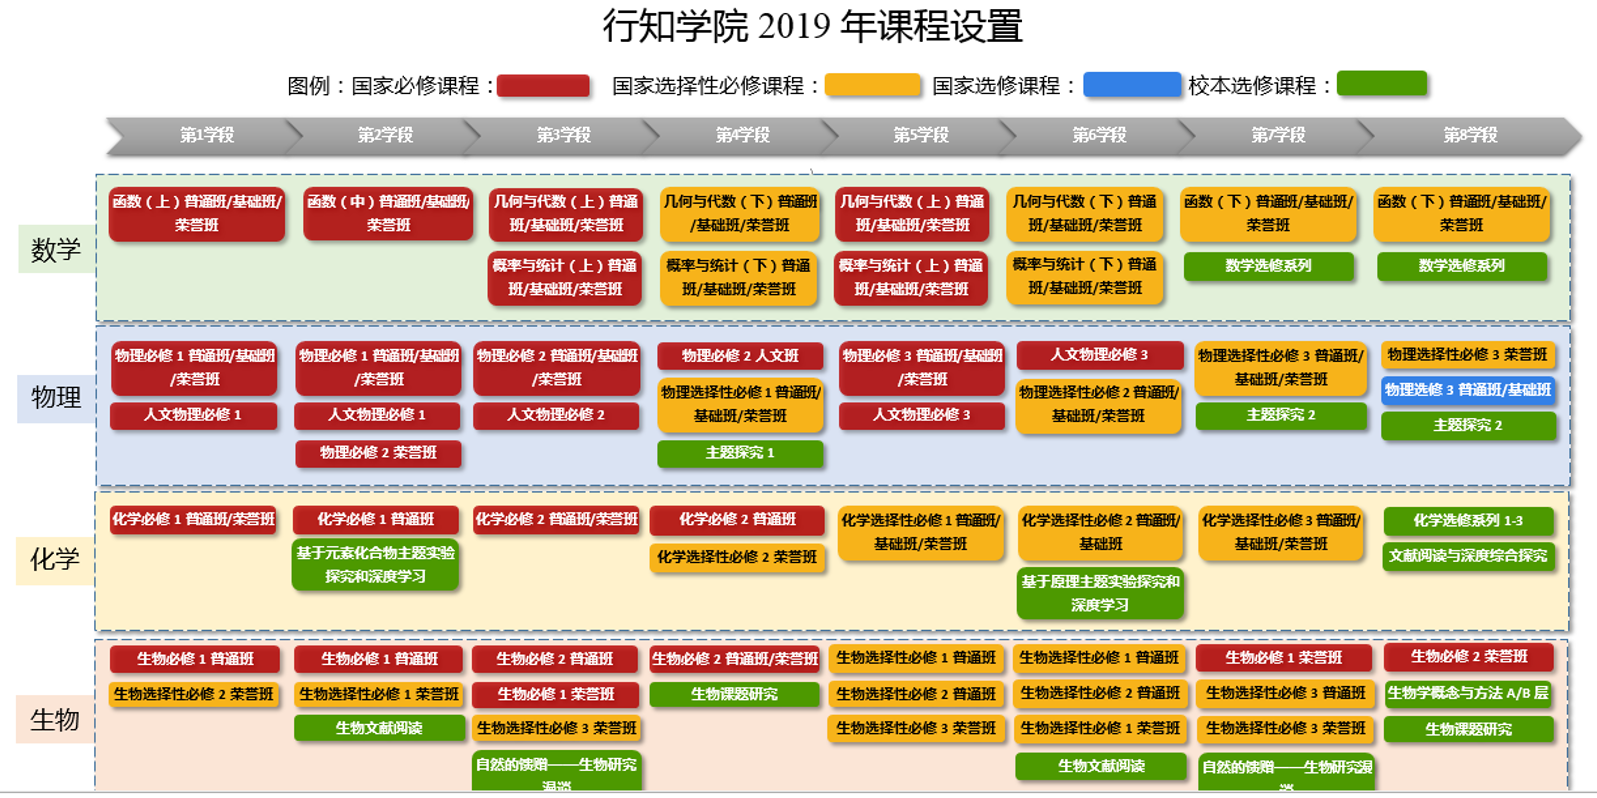 行知学院 2019 年课程设置
图例：国家必修课程： 国家选择性必修课程： 国家选修课程： 校本选修课程：
第1学段 第2学段 第3学段 第4学段 第5学段 第6学段 第7学段 第8学段
数学
函数（上）普通班/基础班/
荣誉班
函数（中）普通班/基础班/
荣誉班
几何与代数（上）普通
班/基础班/荣誉班
概率与统计（上）普通
班/基础班/荣誉班
几何与代数（下）普通班
/基础班/荣誉班
概率与统计（下）普通
班/基础班/荣誉班
几何与代数（上）普通
班/基础班/荣誉班
概率与统计（上）普通
班/基础班/荣誉班
几何与代数（下）普通
班/基础班/荣誉班
概率与统计（下）普通
班/基础班/荣誉班
函数（下）普通班/基础班/
荣誉班
数学选修系列
函数（下）普通班/基础班/
荣誉班
数学选修系列
物理
物理必修 1 普通班/基础班
/荣誉班
人文物理必修 1
物理必修 1 普通班/基础班
/荣誉班
人文物理必修 1
物理必修 2 荣誉班
物理必修 2 普通班/基础班
/荣誉班
人文物理必修 2
物理必修 2 人文班
物理选择性必修 1 普通班/
基础班/荣誉班
主题探究 1
物理必修 3 普通班/基础班
/荣誉班
人文物理必修 3
人文物理必修 3
物理选择性必修 2 普通班/
基础班/荣誉班
物理选择性必修 3 普通班/
基础班/荣誉班
主题探究 2
物理选择性必修 3 荣誉班
物理选修 3 普通班/基础班
主题探究 2
化学
化学必修 1 普通班/荣誉班
化学必修 1 普通班
基于元素化合物主题实验
探究和深度学习
化学必修 2 普通班/荣誉班
化学必修 2 普通班
化学选择性必修 2 荣誉班
化学选择性必修 1 普通班/
基础班/荣誉班
化学选择性必修 2 普通班/
基础班
基于原理主题实验探究和
深度学习
化学选择性必修 3 普通班/
基础班/荣誉班
化学选修系列 1-3
文献阅读与深度综合探究
生物
生物必修 1 普通班
生物选择性必修 2 荣誉班
生物必修 1 普通班
生物选择性必修 1 荣誉班
生物文献阅读
生物必修 2 普通班
生物必修 1 荣誉班
生物选择性必修 3 荣誉班
自然的馈赠——生物研究
漫谈
生物必修 2 普通班/荣誉班
生物课题研究
生物选择性必修 1 普通班
生物选择性必修 2 普通班
生物选择性必修 3 荣誉班
生物选择性必修 1 普通班
生物选择性必修 2 普通班
生物选择性必修 1 荣誉班
生物文献阅读
生物必修 1 荣誉班
生物选择性必修 3 普通班
生物选择性必修 3 荣誉班
自然的馈赠——生物研究漫
谈
生物必修 2 荣誉班
生物学概念与方法 A/B 层
生物课题研究